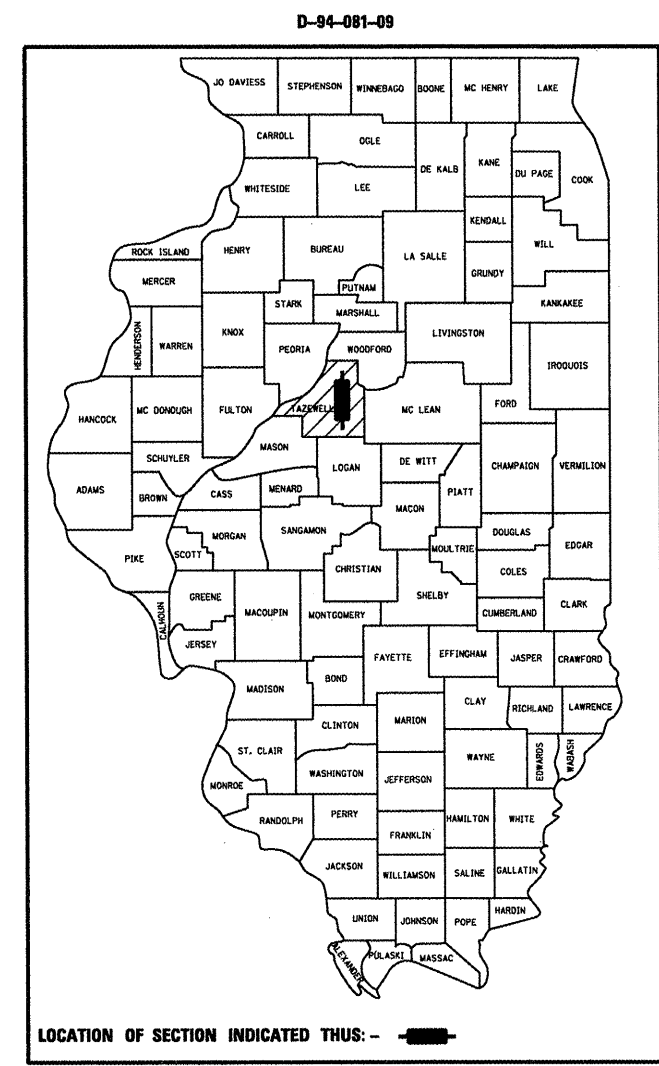 D-94-081-09
JO DAVIESS
STEPHENSON
WINNEBAGO
BOONE
MC HENRY
LAKE
CARROLL
OGLE
DE KALB
KANE
DU PAGE
COOK
WHITESIDE
LEE
KENDALL
WILL
ROCK ISLAND
HENRY
BUREAU
LA SALLE
GRUNDY
MERCER
PUTNAM
STARK
MARSHALL
KANKAKEE
HENDERSON
WARREN
KNOX
PEORIA
WOODFORD
LIVINGSTON
IROQUOIS
HANCOCK
MC DONOUGH
FULTON
TAZEWELL
MC LEAN
FORD
SCHUYLER
MASON
LOGAN
DE WITT
CHAMPAIGN
VERMILION
ADAMS
BROWN
CASS
MENARD
MACON
PIATT
PIKE
SCOTT
MORGAN
SANGAMON
CHRISTIAN
MOULTRIE
DOUGLAS
EDGAR
COLES
SHELBY
CALHOUN
GREENE
MACOUPIN
MONTGOMERY
CUMBERLAND
CLARK
JERSEY
FAYETTE
EFFINGHAM
JASPER
CRAWFORD
MADISON
BOND
CLAY
RICHLAND
LAWRENCE
CLINTON
MARION
ST. CLAIR
WAYNE
EDWARDS
WABASH
WASHINGTON
JEFFERSON
MONROE
RANDOLPH
PERRY
HAMILTON
WHITE
FRANKLIN
JACKSON
WILLIAMSON
SALINE
GALLATIN
UNION
JOHNSON
POPE
HARDIN
ALEXANDER
PULASKI
MASSAC
LOCATION OF SECTION INDICATED THUS: -